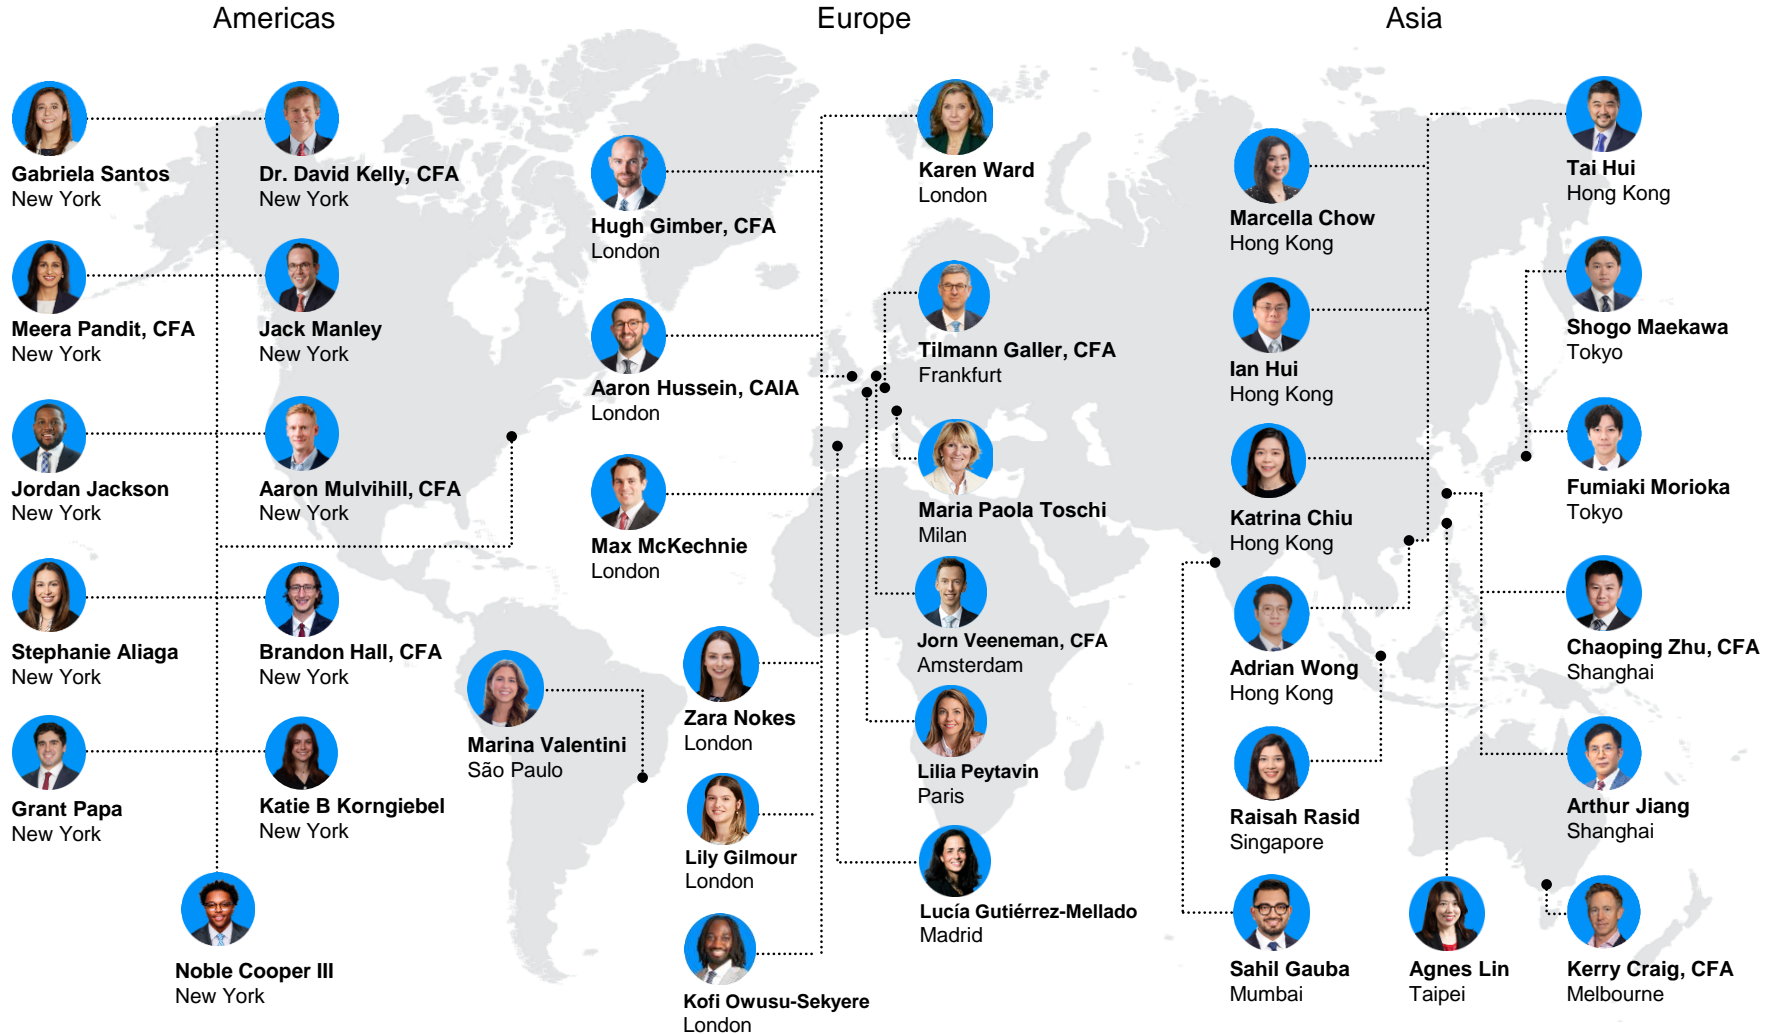 Americas
Europe
Asia
Gabriela Santos
New York
Dr. David Kelly, CFA
New York
Meera Pandit, CFA
New York
Jack Manley
New York
Jordan Jackson
New York
Aaron Mulvihill, CFA
New York
Stephanie Aliaga
New York
Brandon Hall, CFA
New York
Grant Papa
New York
Katie B Korngiebel
New York
Noble Cooper III
New York
Marina Valentini
São Paulo
Hugh Gimber, CFA
London
Aaron Hussein, CAIA
London
Max McKechnie
London
Zara Nokes
London
Lily Gilmour
London
Kofi Owusu-Sekyere
London
Karen Ward
London
Tilmann Galler, CFA
Frankfurt
Maria Paola Toschi
Milan
Jorn Veeneman, CFA
Amsterdam
Lilia Peytavin
Paris
Lucía Gutiérrez-Mellado
Madrid
Marcella Chow
Hong Kong
Ian Hui
Hong Kong
Katrina Chiu
Hong Kong
Adrian Wong
Hong Kong
Raisah Rasid
Singapore
Sahil Gauba
Mumbai
Agnes Lin
Taipei
Tai Hui
Hong Kong
Shogo Maekawa
Tokyo
Fumiaki Morioka
Tokyo
Chaoping Zhu, CFA
Shanghai
Arthur Jiang
Shanghai
Kerry Craig, CFA
Melbourne